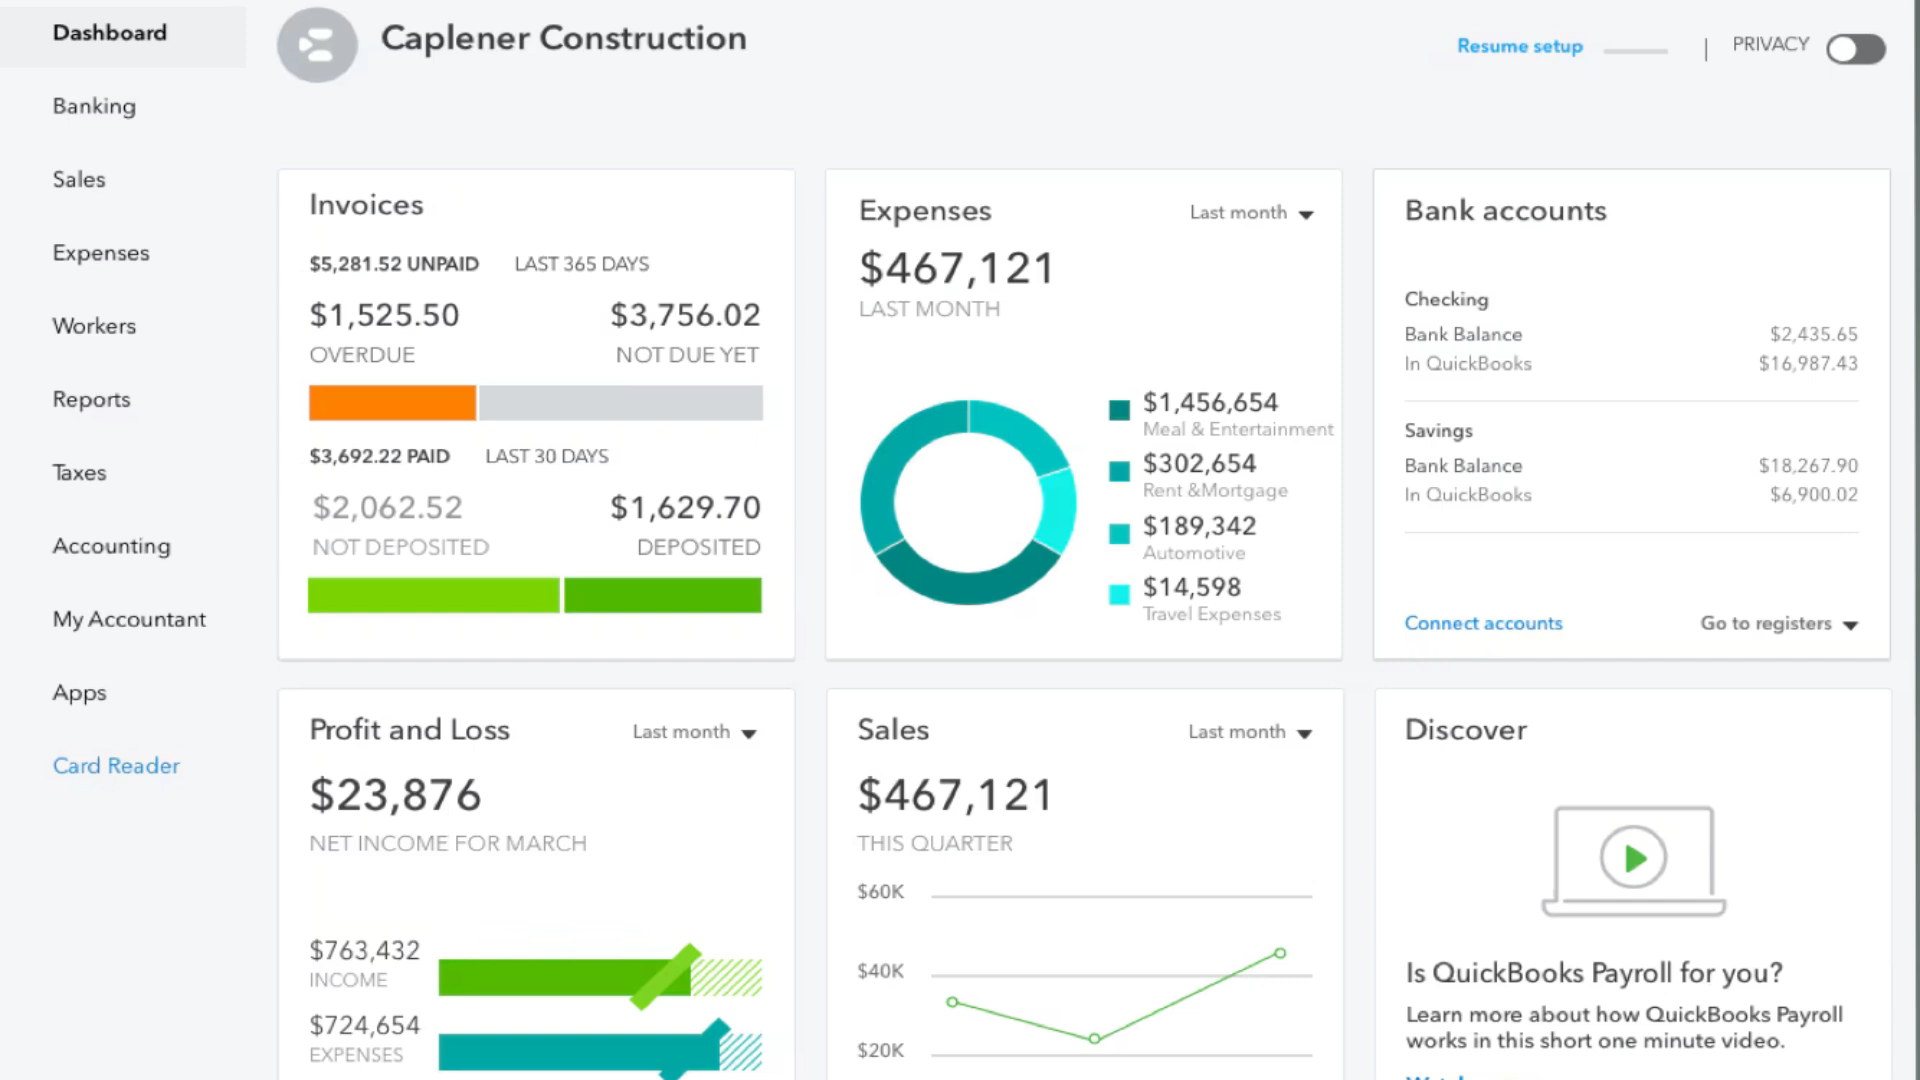 Dashboard
Banking
Sales
Expenses
Workers
Reports
Taxes
Accounting
My Accountant
Apps
Card Reader
Caplener Construction
Resume setup
| PRIVACY
Invoices
$5,281.52 UNPAID LAST 365 DAYS
$1,525.50 $3,756.02
OVERDUE NOT DUE YET
$3,692.22 PAID LAST 30 DAYS
$2,062.52 $1,629.70
NOT DEPOSITED DEPOSITED
Expenses Last month
$467,121
LAST MONTH
$1,456,654
Meal & Entertainment
$302,654
Rent &Mortgage
$189,342
Automotive
$14,598
Travel Expenses
Bank accounts
Checking
Bank Balance $2,435.65
In QuickBooks $16,987.43
Savings
Bank Balance $18,267.90
In QuickBooks $6,900.02
Connect accounts Go to registers
Profit and Loss Last month
$23,876
NET INCOME FOR MARCH
$763,432
INCOME
$724,654
EXPENSES
Sales Last month
$467,121
THIS QUARTER
$60K
$40K
$20K
Discover
Is QuickBooks Payroll for you?
Learn more about how QuickBooks Payroll
works in this short one minute video.